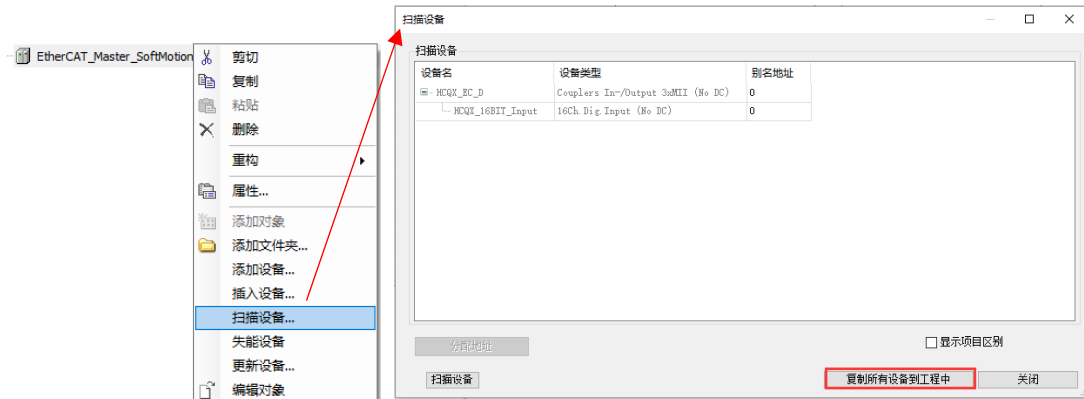 EtherCAT_Master_SoftMotion
剪切
复制
粘贴
删除
重构
属性...
添加对象
添加文件夹...
添加设备...
插入设备...
扫描设备...
失能设备
更新设备...
编辑对象
扫描设备
扫描设备
设备名 设备类型 别名地址
HCQX_EC_D Couplers In-/Output 3xMII (No DC) 0
HCQX_16BIT_Input 16Ch.Dig.Input (No DC) 0
分配地址
显示项目区别
扫描设备
复制所有设备到工程中
关闭